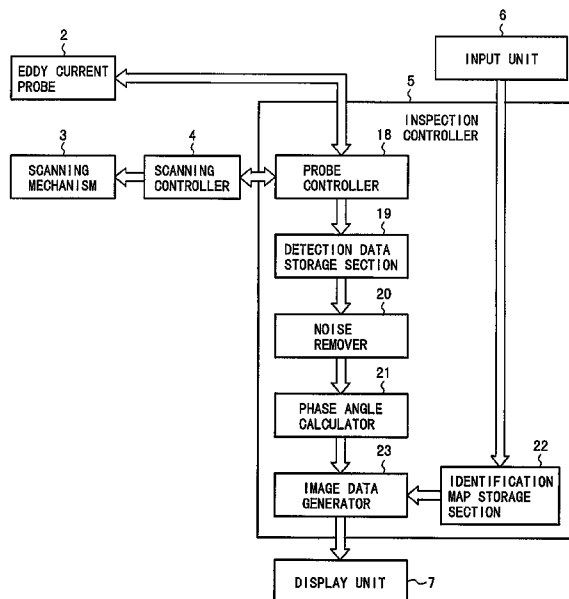 2
EDDY CURRENT
PROBE
6
INPUT UNIT
5
INSPECTION
CONTROLLER
3
SCANNING
MECHANISM
4
SCANNING
CONTROLLER
18
PROBE
CONTROLLER
19
DETECTION DATA
STORAGE SECTION
20
NOISE
REMOVER
21
PHASE ANGLE
CALCULATOR
23
IMAGE DATA
GENERATOR
22
IDENTIFICATION
MAP STORAGE
SECTION
DISPLAY UNIT
7